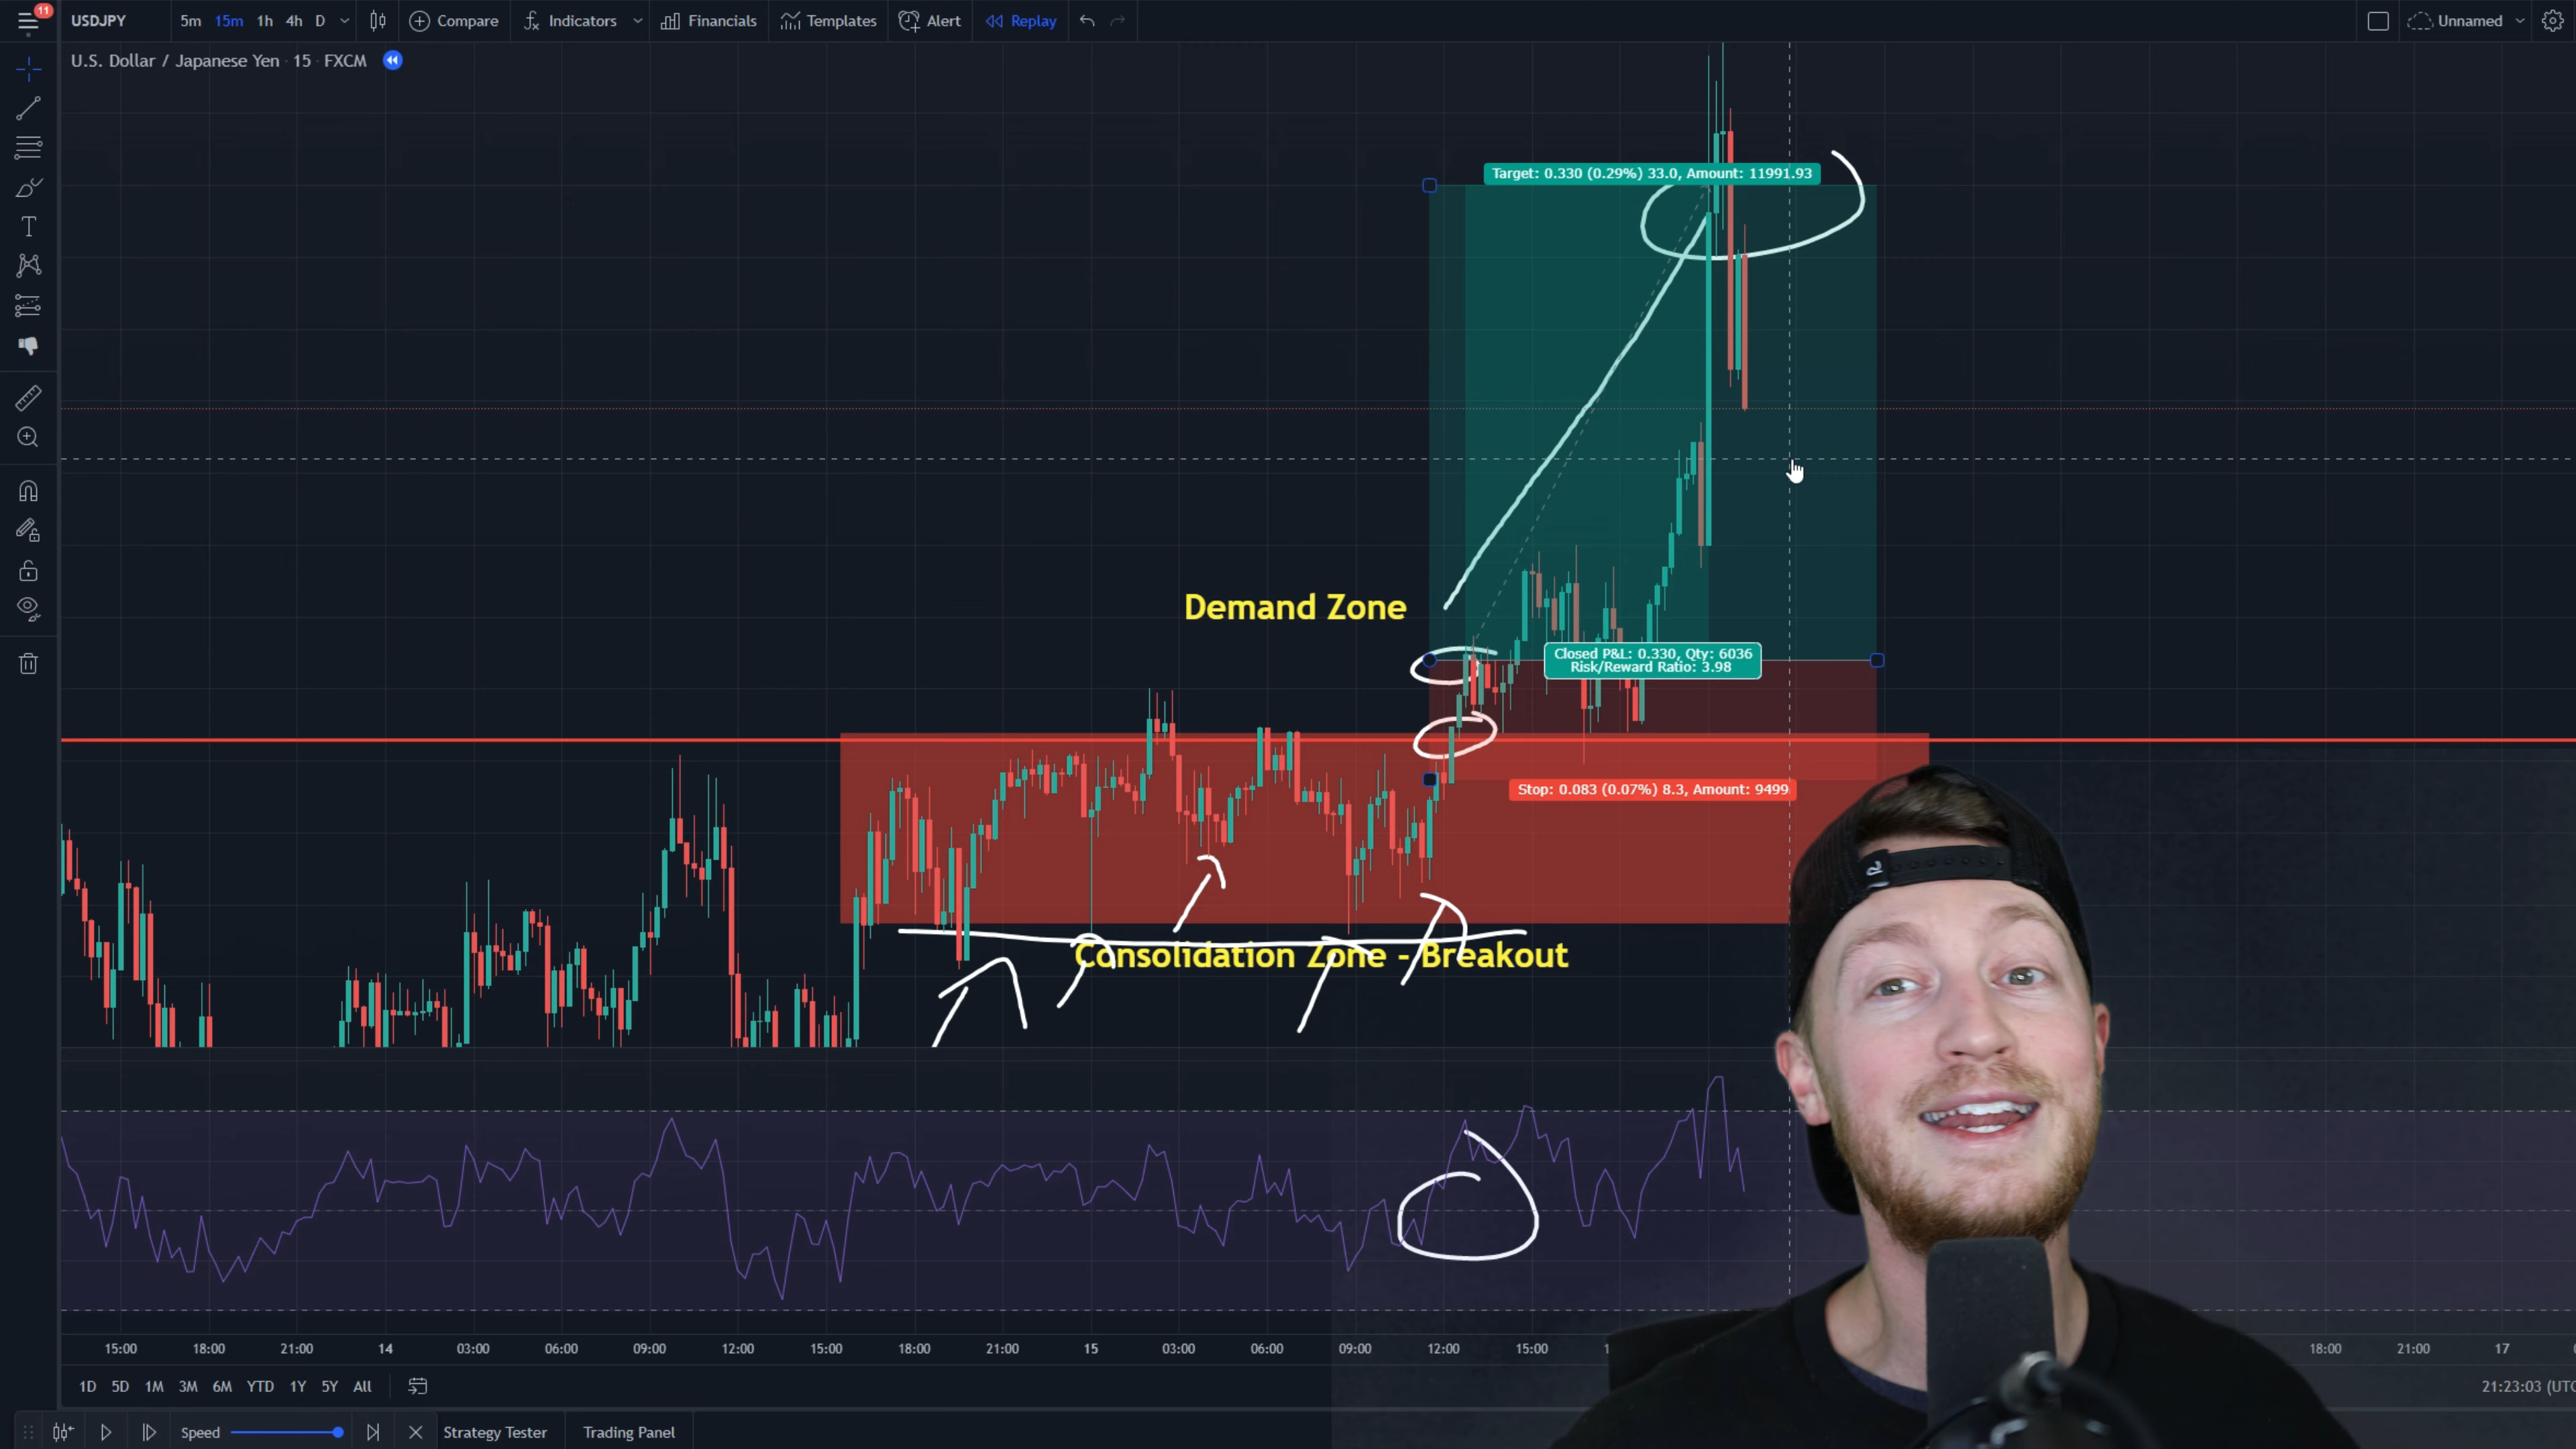 11
USDJPY 5m 15m 1h 4h D Compare Indicators Financials Templates Alert Replay Unnamed
U.S. Dollar / Japanese Yen · 15 · FXCM
Target: 0.330 (0.29%) 33.0, Amount: 11991.93
Demand Zone
Closed P&L: 0.330, Qty: 6036
Risk/Reward Ratio: 3.98
Stop: 0.083 (0.07%) 8.3, Amount: 9499
Consolidation Zone - Breakout
15:00 18:00 21:00 14 03:00 06:00 09:00 12:00 15:00 18:00 21:00 15 03:00 06:00 09:00 12:00 15:00 18:00 21:00 17
1D 5D 1M 3M 6M YTD 1Y 5Y All 21:23:03 (UTC
Speed Strategy Tester Trading Panel